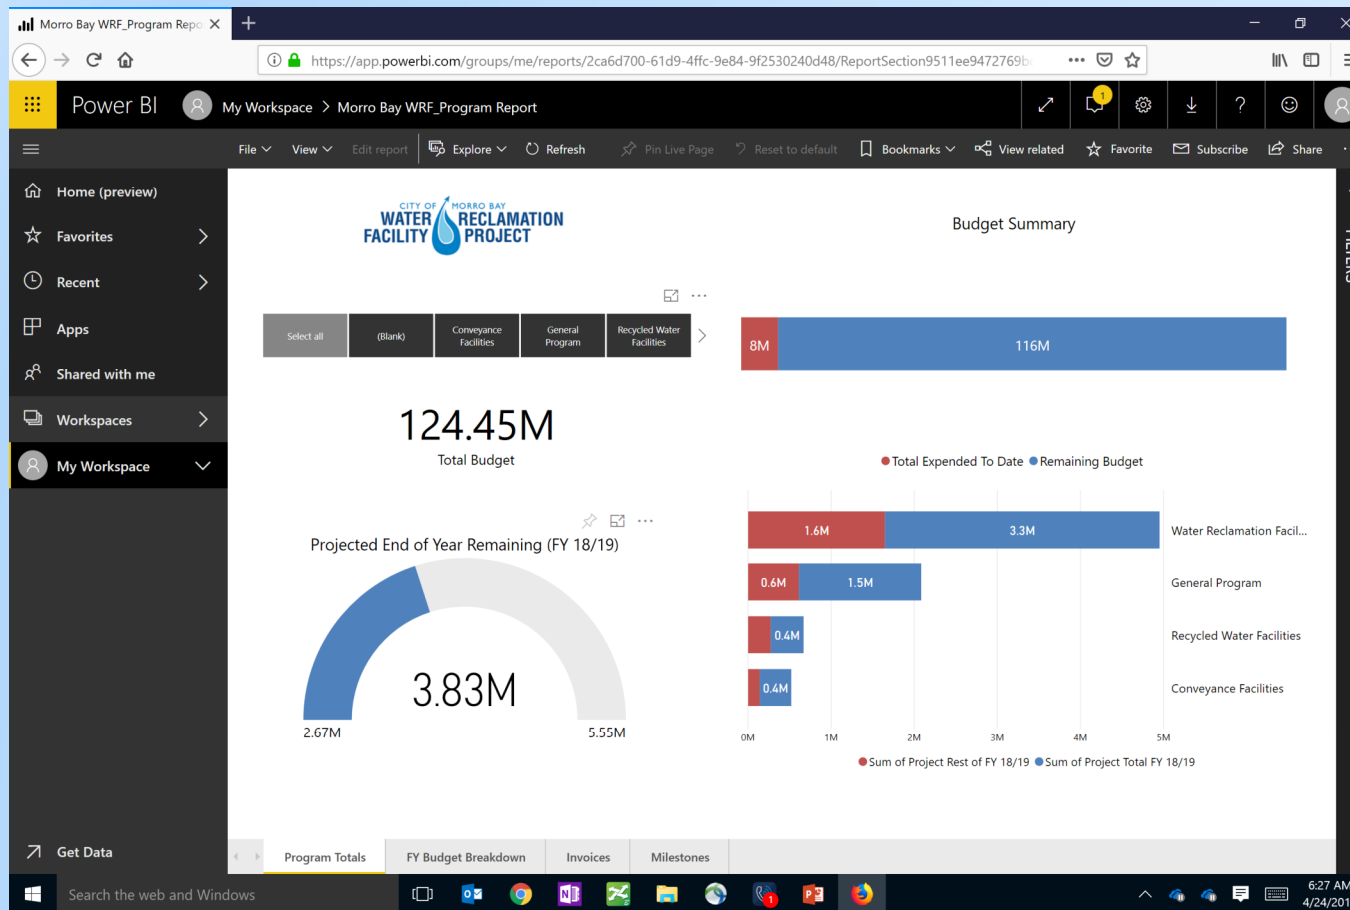 Morro Bay WRF_Program Repo
https://app.powerbi.com/groups/me/reports/2ca6d700-61d9-4ffc-9e84-9f2530240d48/ReportSection9511ee9472769b
Power BI
My Workspace > Morro Bay WRF_Program Report
1
?
File
View
Edit report
Explore
Refresh
Pin Live Page
Reset to default
Bookmarks
View related
Favorite
Subscribe
Share
Home (preview)
Favorites
Recent
Apps
Shared with me
Workspaces
My Workspace
Get Data
FILTERS
CITY OF MORRO BAY
WATER RECLAMATION
FACILITY PROJECT
Budget Summary
Select all
(Blank)
Conveyance
Facilities
General
Program
Recycled Water
Facilities
8M
116M
124.45M
Total Budget
Total Expended To Date
Remaining Budget
Projected End of Year Remaining (FY 18/19)
3.83M
2.67M
5.55M
1.6M
3.3M
Water Reclamation Facil...
0.6M
1.5M
General Program
0.4M
Recycled Water Facilities
0.4M
Conveyance Facilities
0M
1M
2M
3M
4M
5M
Sum of Project Rest of FY 18/19
Sum of Project Total FY 18/19
Program Totals
FY Budget Breakdown
Invoices
Milestones
Search the web and Windows
6:27 AM
4/24/201